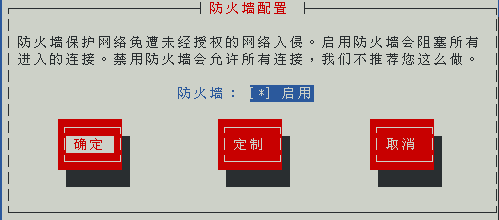 防火墙配置
防火墙保护网络免遭未经授权的网络入侵。启用防火墙会阻塞所有
进入的连接。禁用防火墙会允许所有连接，我们不推荐您这么做。
防火墙： [*] 启用
确定 定制 取消